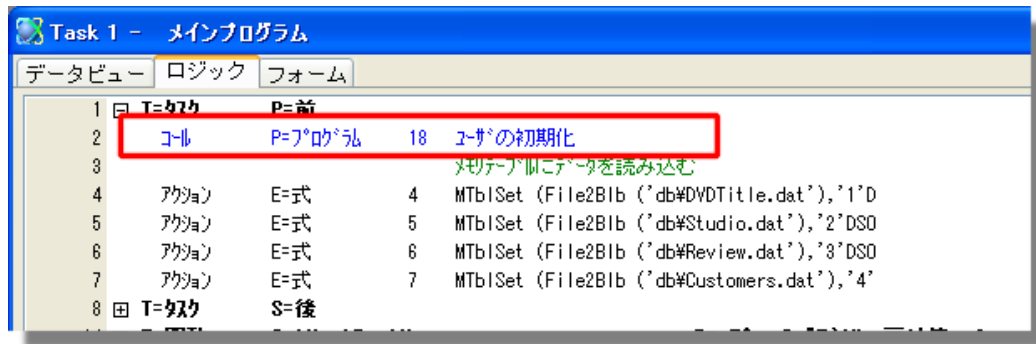 Task 1 - メインプログラム
データビュー ロジック フォーム
1 T=ﾀｽｸ P=前
2 ｺｰﾙ P=ﾌﾟﾛｸﾞﾗﾑ 18 ﾕｰｻﾞの初期化
3 ﾒﾓﾘﾃｰﾌﾞﾙにﾃﾞｰﾀを読み込む
4 ｱｸｼｮﾝ E=式 4 MTblSet (File2Blb ('db¥DVDTitle.dat'),'1'D
5 ｱｸｼｮﾝ E=式 5 MTblSet (File2Blb ('db¥Studio.dat'),'2'DSO
6 ｱｸｼｮﾝ E=式 6 MTblSet (File2Blb ('db¥Review.dat'),'3'DSO
7 ｱｸｼｮﾝ E=式 7 MTblSet (File2Blb ('db¥Customers.dat'),'4'
8 T=ﾀｽｸ S=後